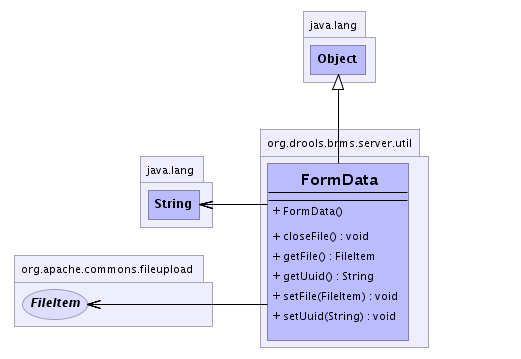 java.lang
Object
org.drools.brms.server.util
FormData
+ FormData()
+ closeFile() : void
+ getFile() : FileItem
+ getUuid() : String
+ setFile(FileItem) : void
+ setUuid(String) : void
java.lang
String
org.apache.commons.fileupload
FileItem